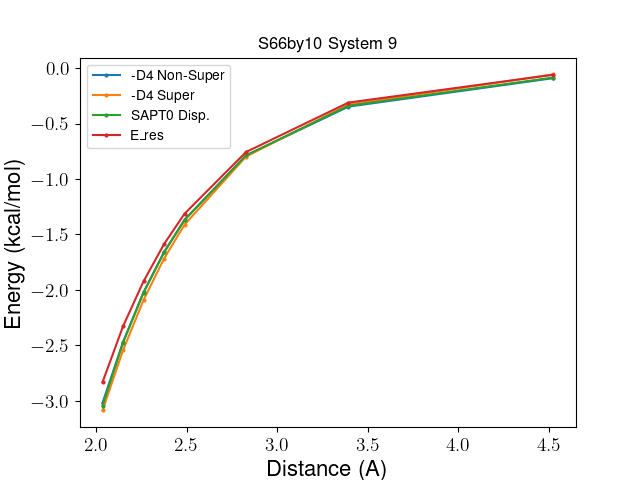 S66by10 System 9
-D4 Non-Super
-D4 Super
SAPT0 Disp.
E_res
Energy (kcal/mol)
0.0
−0.5
−1.0
−1.5
−2.0
−2.5
−3.0
2.0 2.5 3.0 3.5 4.0 4.5
Distance (A)